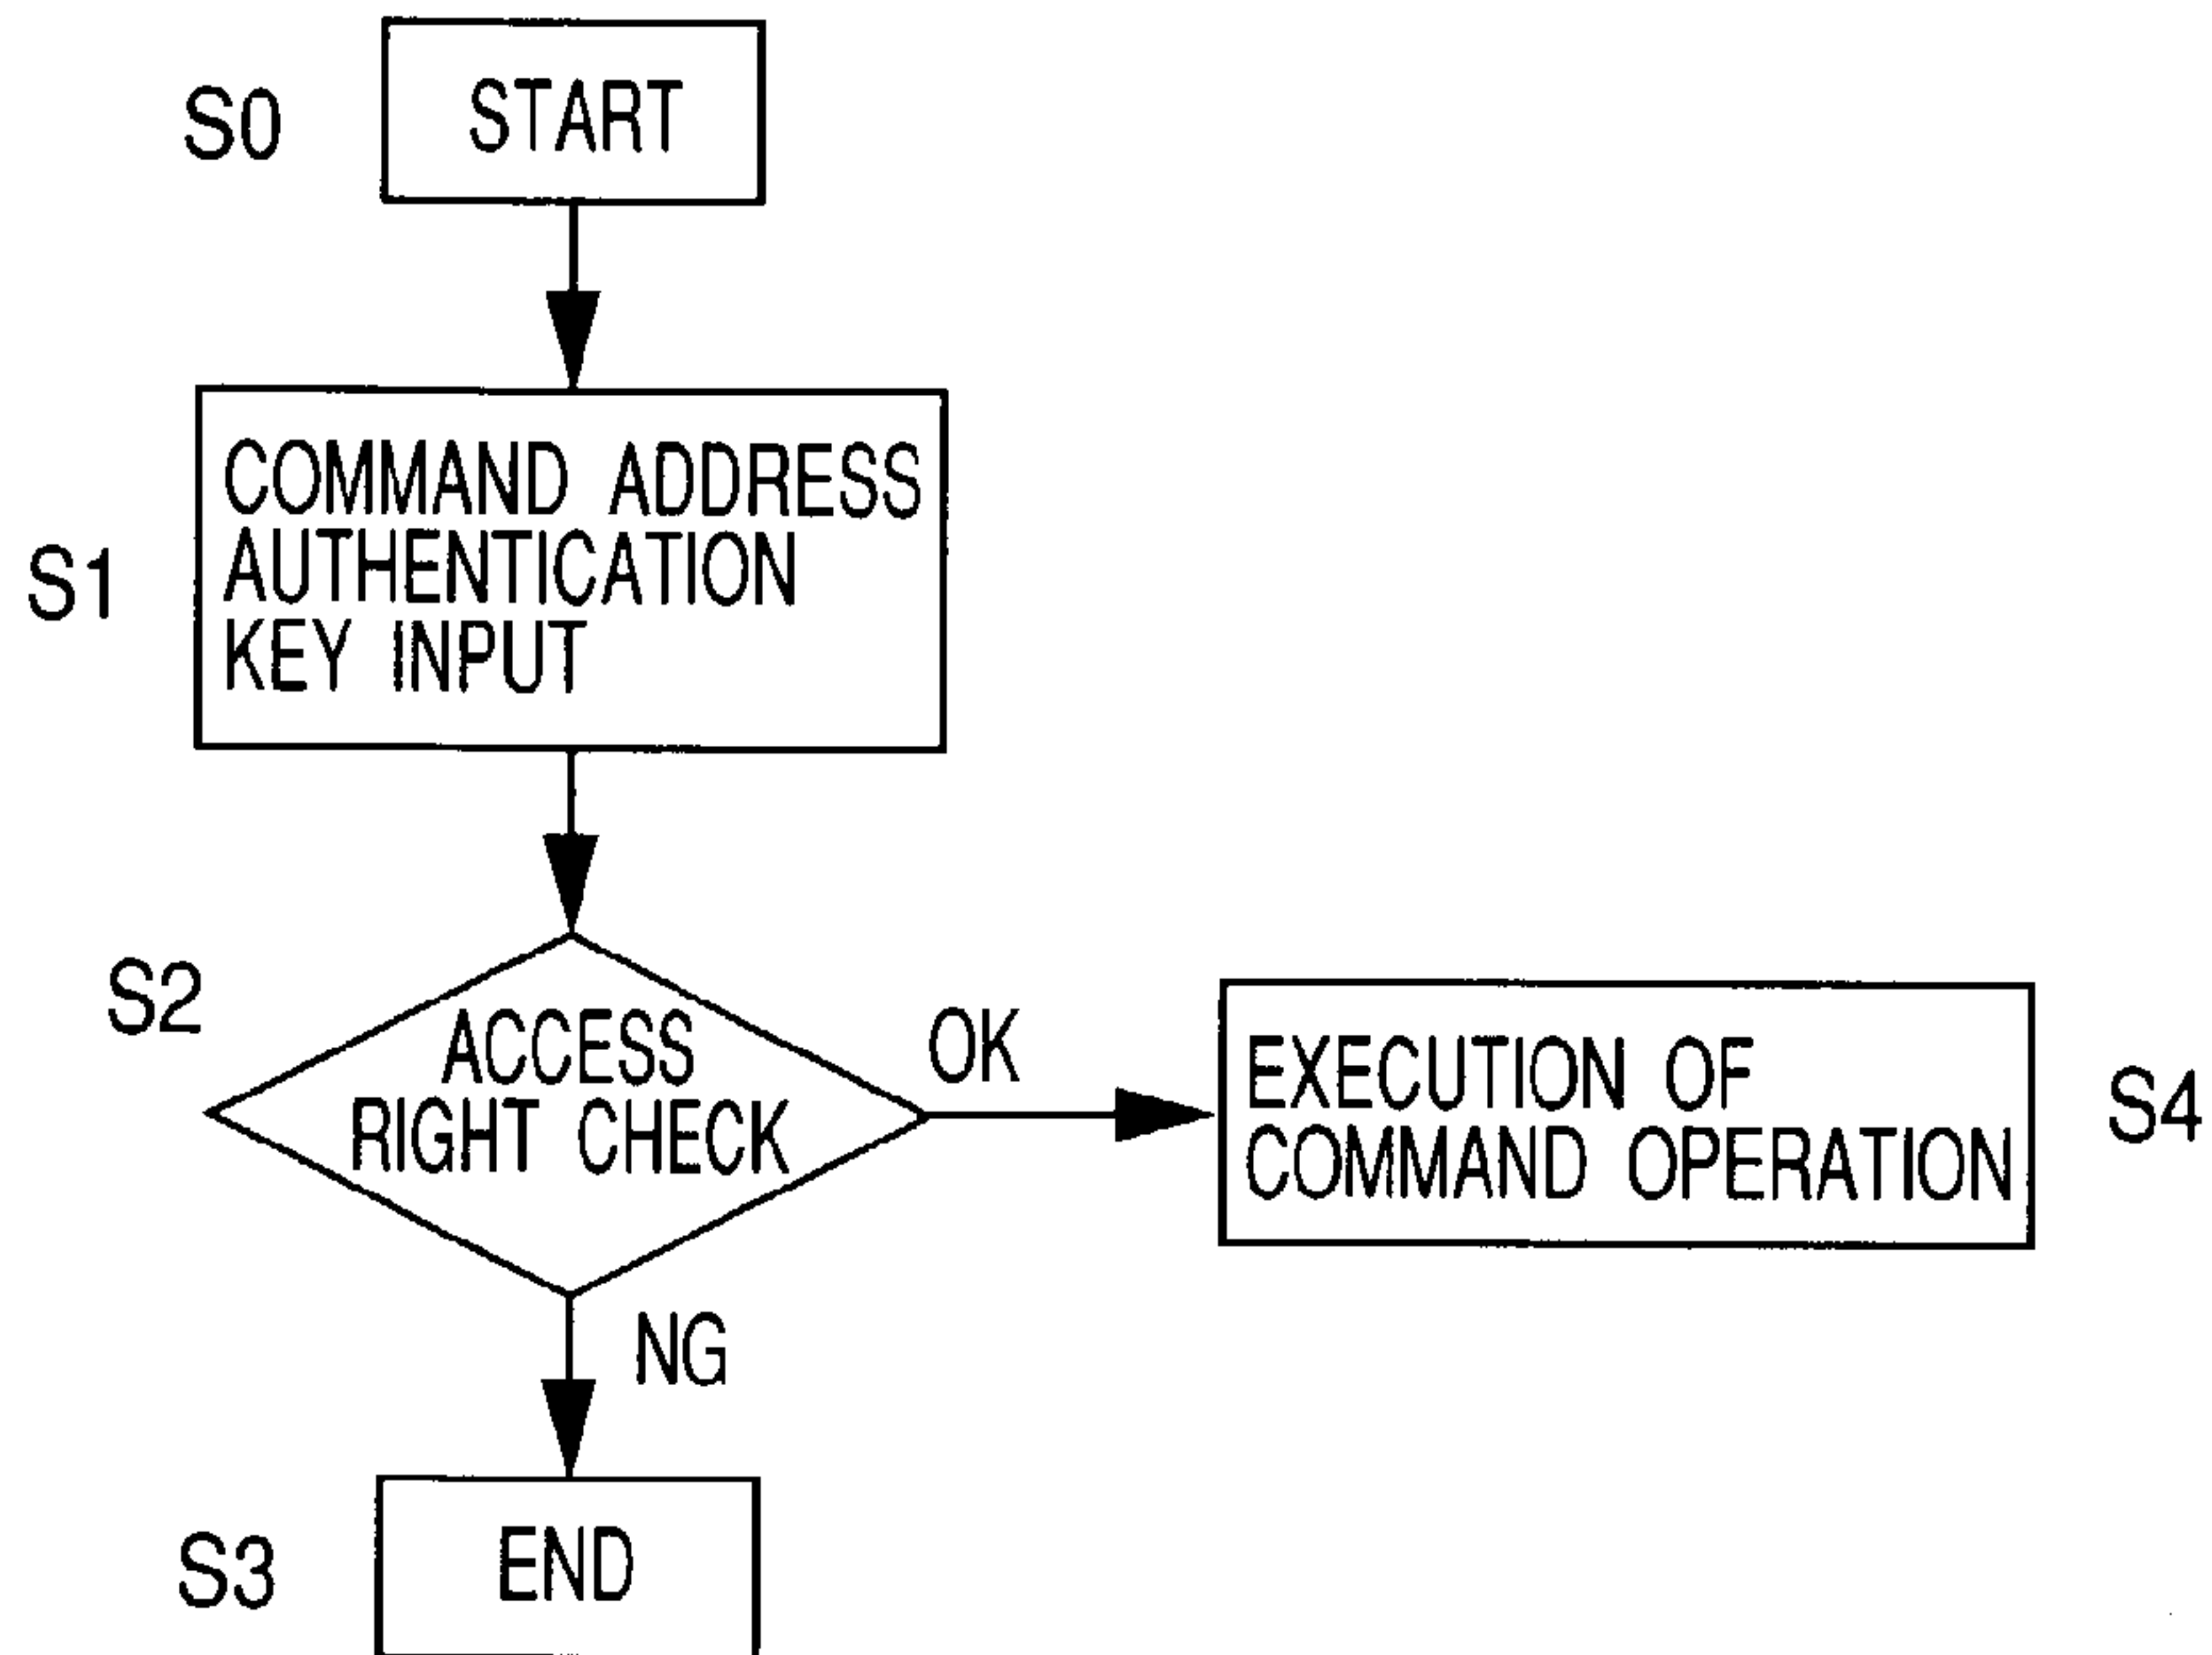 S0
START
S1
COMMAND ADDRESS
AUTHENTICATION
KEY INPUT
S2
ACCESS
RIGHT CHECK
OK
EXECUTION OF
COMMAND OPERATION
S4
NG
S3
END